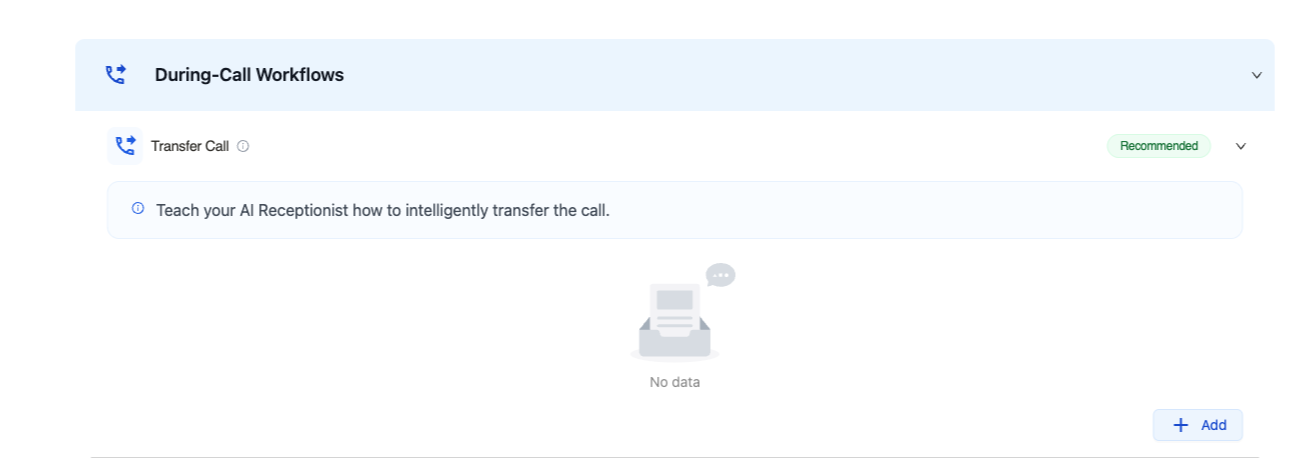 During-Call Workflows
Transfer Call
Recommended
Teach your AI Receptionist how to intelligently transfer the call.
No data
+ Add